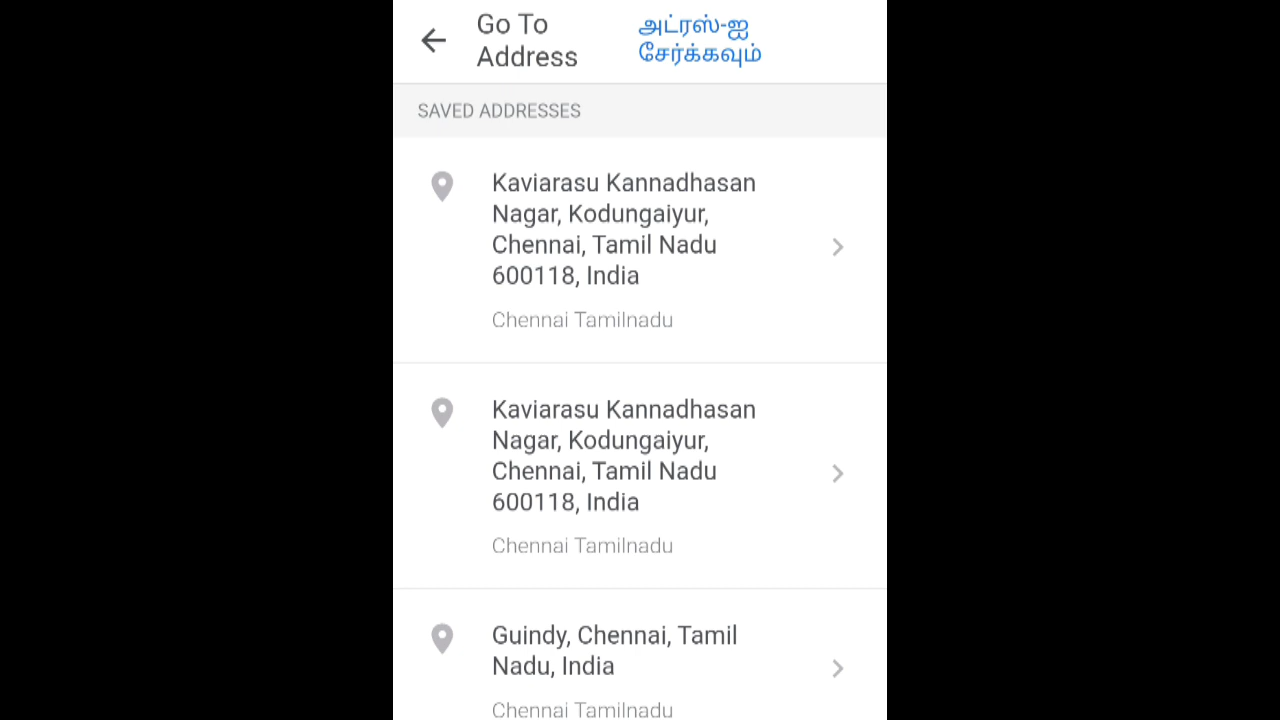 Go To
Address
அட்ரஸ்-ஐ
சேர்க்கவும்
SAVED ADDRESSES
Kaviarasu Kannadhasan
Nagar, Kodungaiyur,
Chennai, Tamil Nadu
600118, India
Chennai Tamilnadu
Kaviarasu Kannadhasan
Nagar, Kodungaiyur,
Chennai, Tamil Nadu
600118, India
Chennai Tamilnadu
Guindy, Chennai, Tamil
Nadu, India
Chennai Tamilnadu